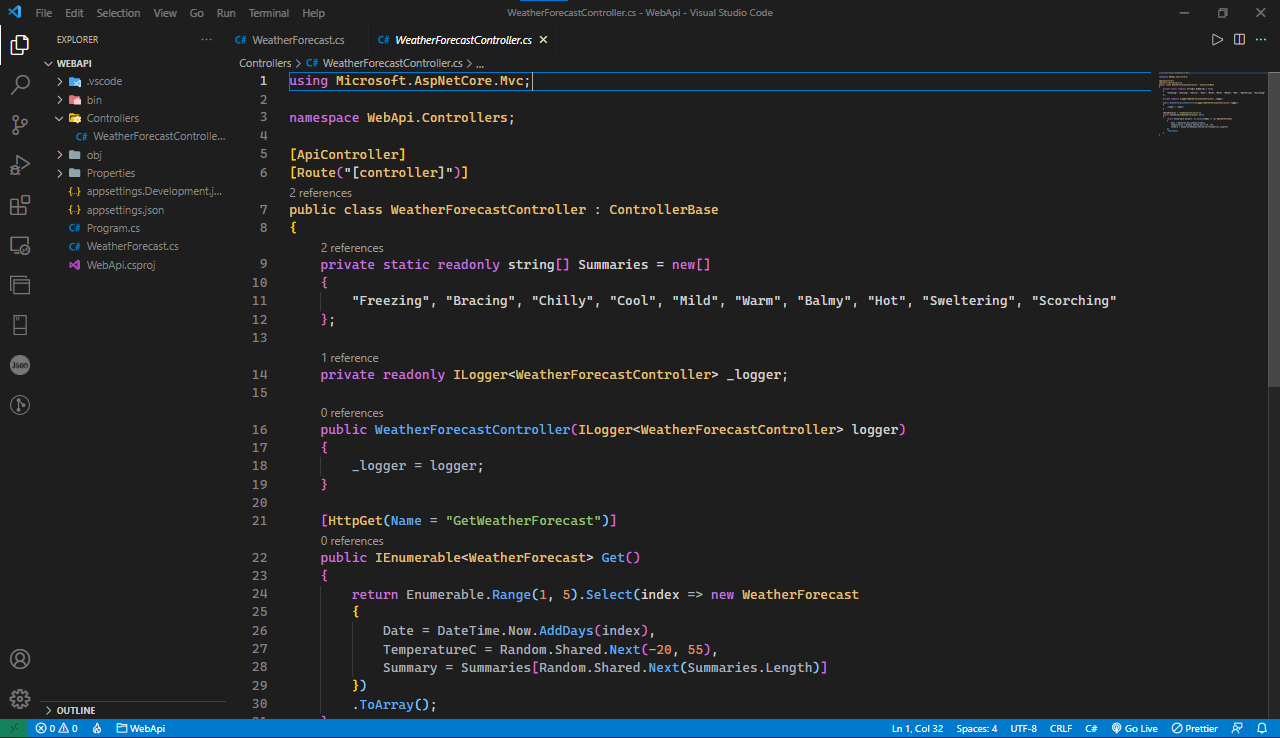 File Edit Selection View Go Run Terminal Help
WeatherForecastController.cs - WebApi - Visual Studio Code
EXPLORER
WEBAPI
.vscode
bin
Controllers
C# WeatherForecastControlle...
obj
Properties
{..} appsettings.Development.j...
{..} appsettings.json
C# Program.cs
C# WeatherForecast.cs
WebApi.csproj
OUTLINE
Json
C# WeatherForecast.cs
C# WeatherForecastController.cs
Controllers > C# WeatherForecastController.cs > ...
1 using Microsoft.AspNetCore.Mvc;
2
3 namespace WebApi.Controllers;
4
5 [ApiController]
6 [Route("[controller]")]
2 references
7 public class WeatherForecastController : ControllerBase
8 {
2 references
9 private static readonly string[] Summaries = new[]
10 {
11 "Freezing", "Bracing", "Chilly", "Cool", "Mild", "Warm", "Balmy", "Hot", "Sweltering", "Scorching"
12 };
13
1 reference
14 private readonly ILogger<WeatherForecastController> _logger;
15
0 references
16 public WeatherForecastController(ILogger<WeatherForecastController> logger)
17 {
18 _logger = logger;
19 }
20
21 [HttpGet(Name = "GetWeatherForecast")]
0 references
22 public IEnumerable<WeatherForecast> Get()
23 {
24 return Enumerable.Range(1, 5).Select(index => new WeatherForecast
25 {
26 Date = DateTime.Now.AddDays(index),
27 TemperatureC = Random.Shared.Next(-20, 55),
28 Summary = Summaries[Random.Shared.Next(Summaries.Length)]
29 })
30 .ToArray();
0 0 WebApi
Ln 1, Col 32 Spaces: 4 UTF-8 CRLF C# Go Live Prettier